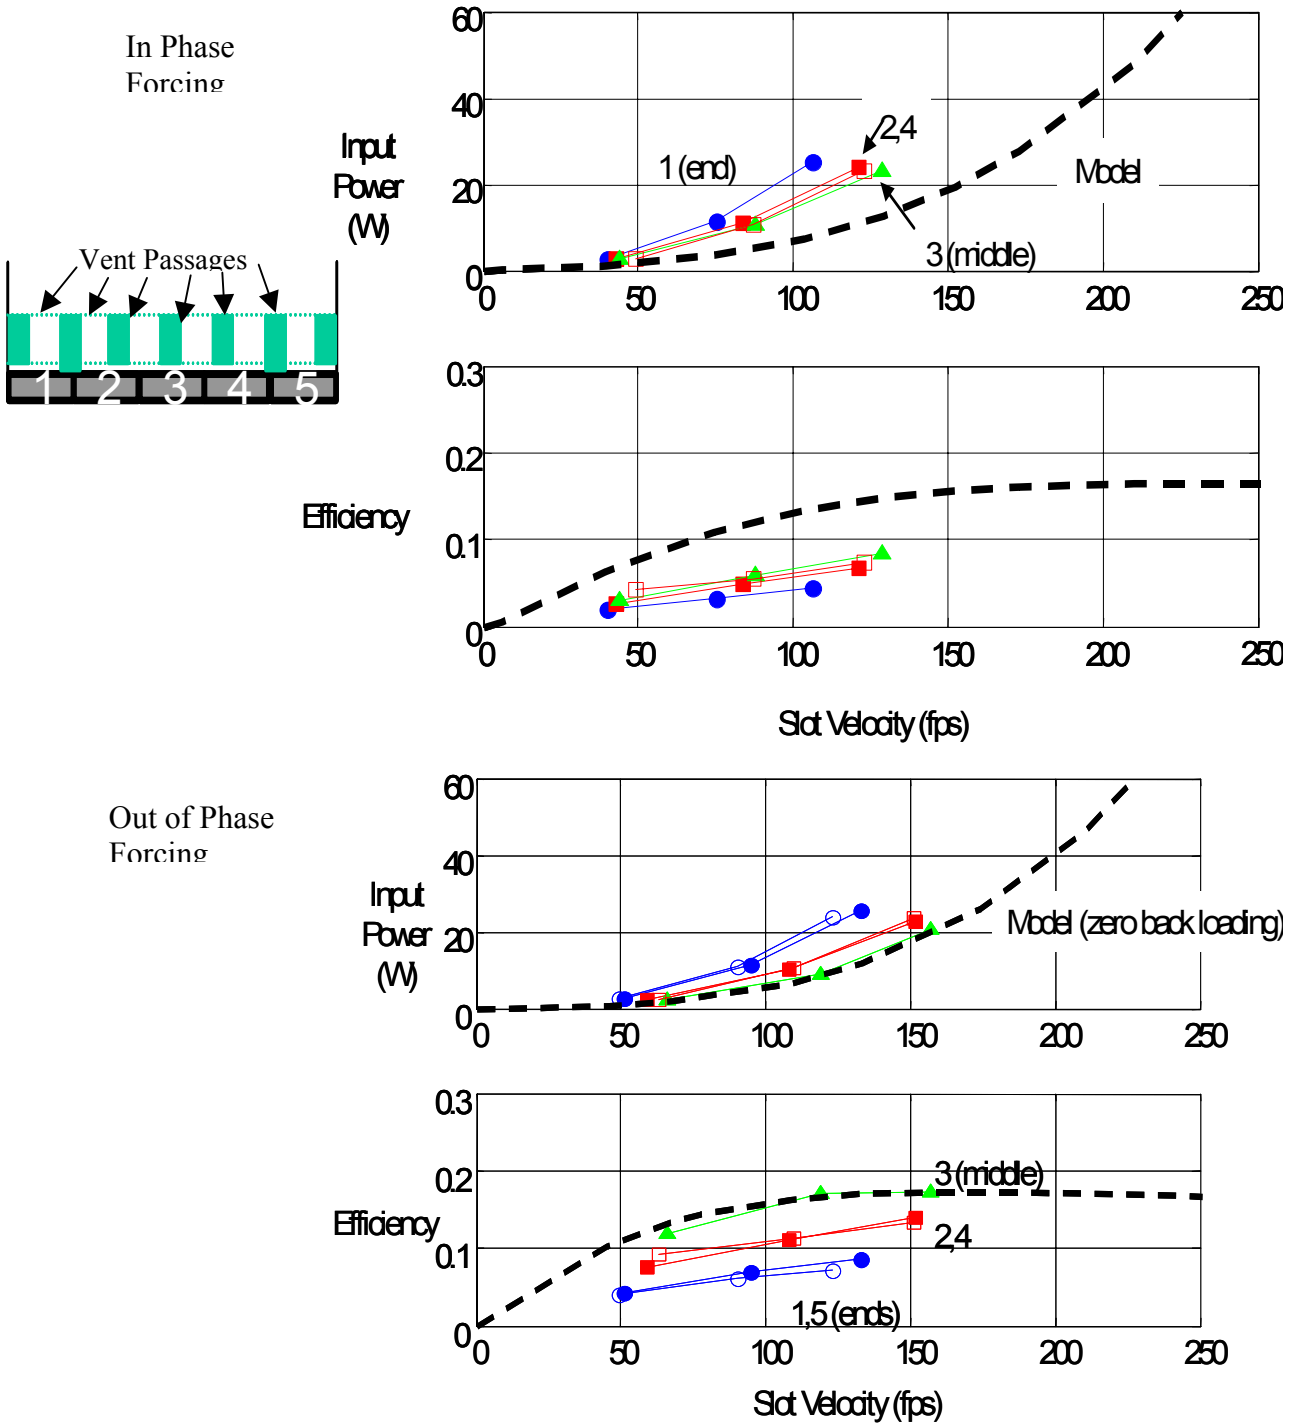 In Phase
Forcing
Input
Power
(W)
60
40
20
0
1 (end)
2,4
3 (middle)
Model
0 50 100 150 200 250
Vent Passages
1 2 3 4 5
Efficiency
0.3
0.2
0.1
0
0 50 100 150 200 250
Slot Velocity (fps)
Out of Phase
Forcing
Input
Power
(W)
60
40
20
0
Model (zero back loading)
0 50 100 150 200 250
Efficiency
0.3
0.2
0.1
0
3 (middle)
2,4
1,5 (ends)
0 50 100 150 200 250
Slot Velocity (fps)